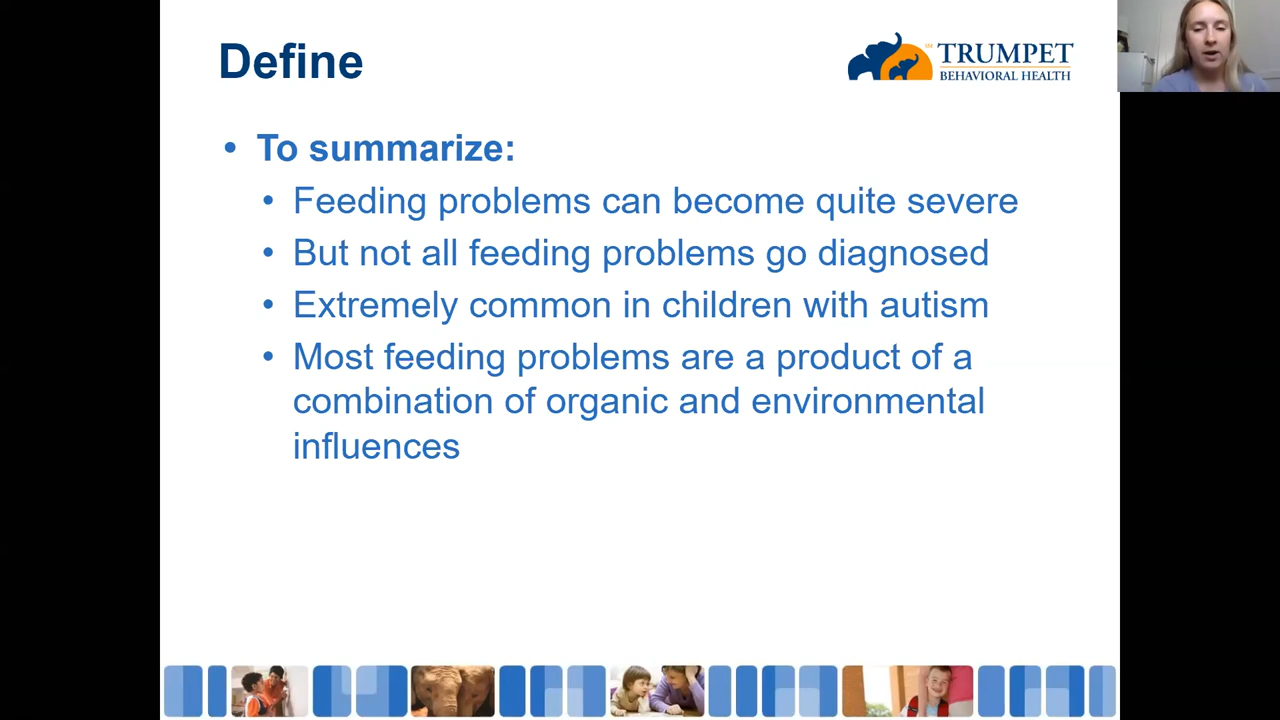 Define
TRUMPET
BEHAVIORAL HEALTH
• To summarize:
• Feeding problems can become quite severe
• But not all feeding problems go diagnosed
• Extremely common in children with autism
• Most feeding problems are a product of a
combination of organic and environmental
influences